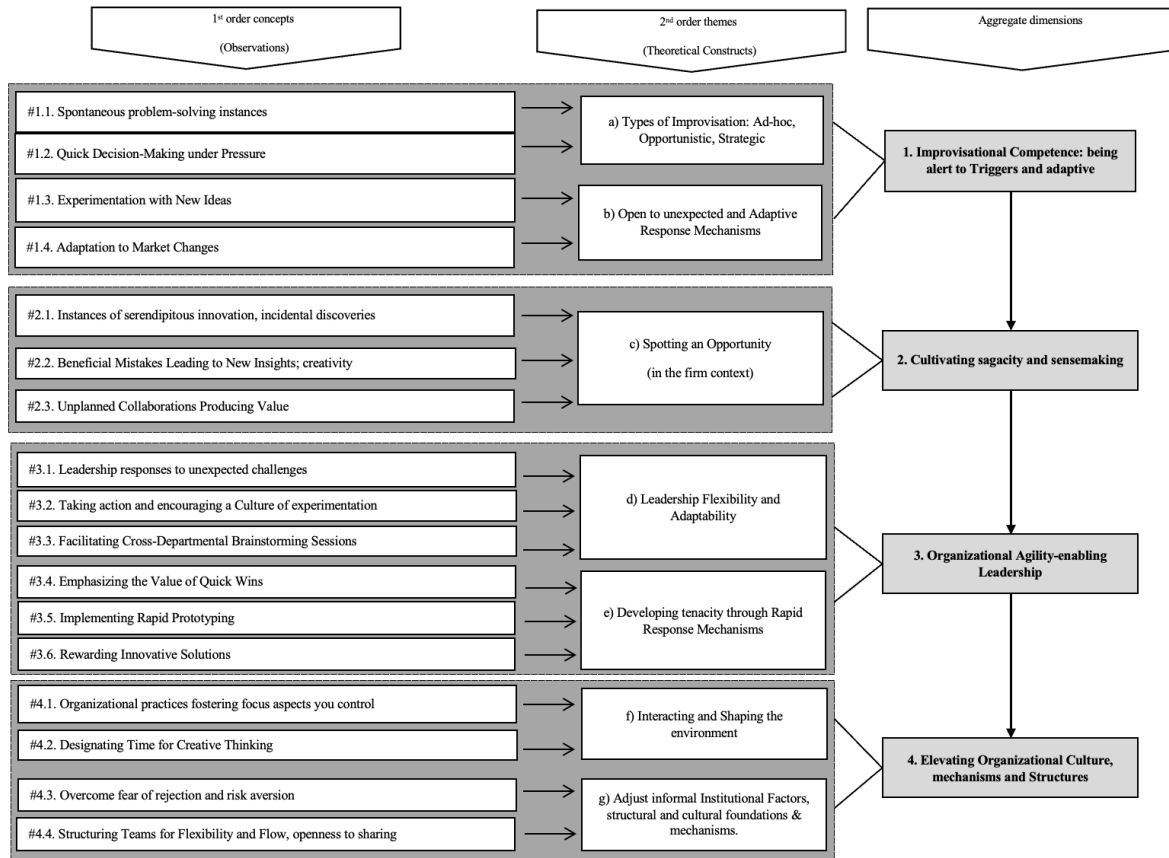 1st order concepts
(Observations)
2nd order themes
(Theoretical Constructs)
Aggregate dimensions
#1.1. Spontaneous problem-solving instances
#1.2. Quick Decision-Making under Pressure
#1.3. Experimentation with New Ideas
#1.4. Adaptation to Market Changes
a) Types of Improvisation: Ad-hoc,
Opportunistic, Strategic
b) Open to unexpected and Adaptive
Response Mechanisms
1. Improvisational Competence: being
alert to Triggers and adaptive
#2.1. Instances of serendipitous innovation, incidental discoveries
#2.2. Beneficial Mistakes Leading to New Insights; creativity
#2.3. Unplanned Collaborations Producing Value
c) Spotting an Opportunity
(in the firm context)
2. Cultivating sagacity and sensemaking
#3.1. Leadership responses to unexpected challenges
#3.2. Taking action and encouraging a Culture of experimentation
#3.3. Facilitating Cross-Departmental Brainstorming Sessions
#3.4. Emphasizing the Value of Quick Wins
#3.5. Implementing Rapid Prototyping
#3.6. Rewarding Innovative Solutions
d) Leadership Flexibility and
Adaptability
e) Developing tenacity through Rapid
Response Mechanisms
3. Organizational Agility-enabling
Leadership
#4.1. Organizational practices fostering focus aspects you control
#4.2. Designating Time for Creative Thinking
#4.3. Overcome fear of rejection and risk aversion
#4.4. Structuring Teams for Flexibility and Flow, openness to sharing
f) Interacting and Shaping the
environment
g) Adjust informal Institutional Factors,
structural and cultural foundations &
mechanisms.
4. Elevating Organizational Culture,
mechanisms and Structures